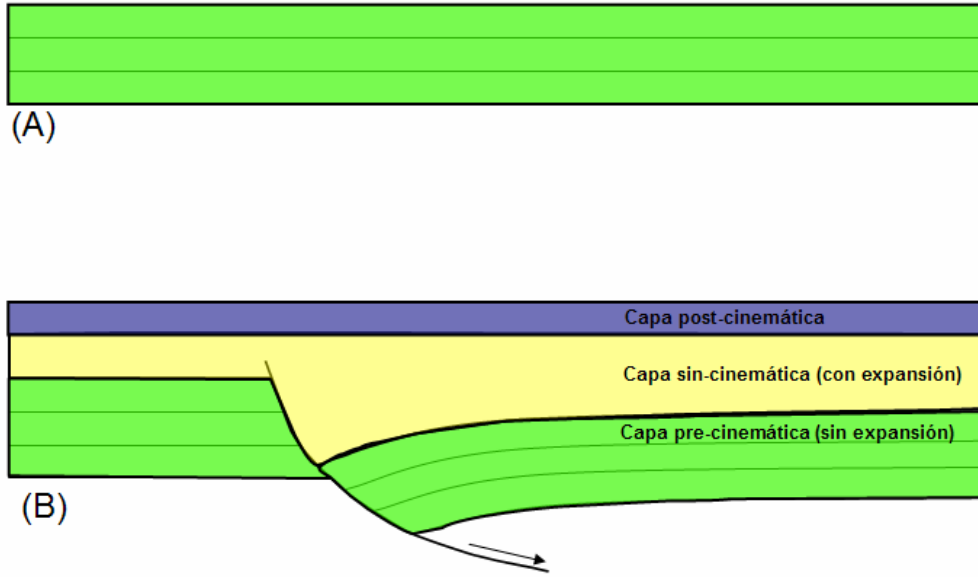 (A)
Capa post-cinemática
Capa sin-cinemática (con expansión)
Capa pre-cinemática (sin expansión)
(B)